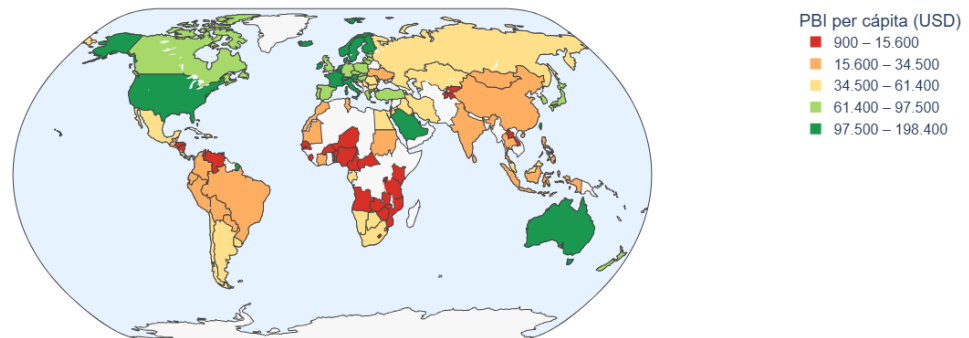 PBI per cápita (USD)
900 – 15.600
15.600 – 34.500
34.500 – 61.400
61.400 – 97.500
97.500 – 198.400